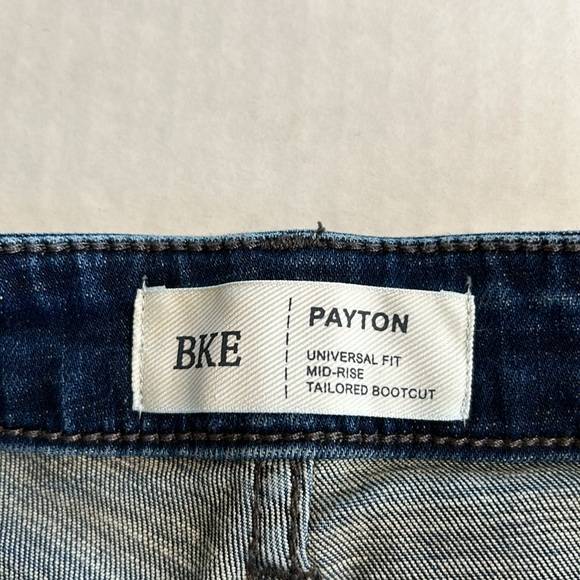 BKE
PAYTON
UNIVERSAL FIT
MID-RISE
TAILORED BOOTCUT